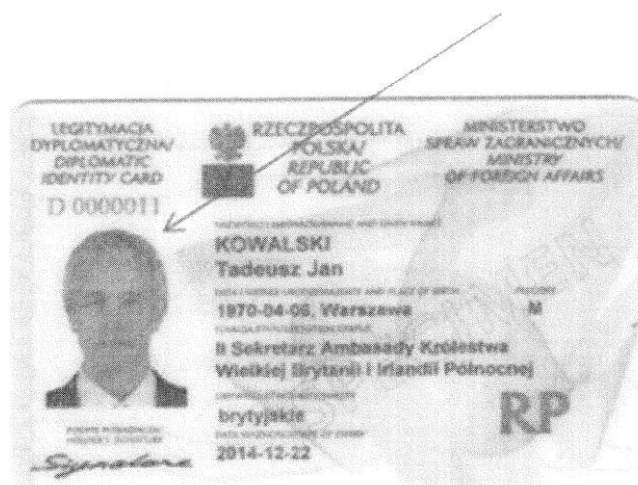 LEGITYMACJA
DYPLOMATYCZNA/
DIPLOMATIC
IDENTITY CARD
D 0000011
RZECZPOSPOLITA
POLSKA/
REPUBLIC
OF POLAND
MINISTERSTWO
SPRAW ZAGRANICZNYCH/
MINISTRY
OF FOREIGN AFFAIRS
KOWALSKI
Tadeusz Jan
1970-04-06, Warszawa
M
II Sekretarz Ambasady Królestwa
Wielkiej Brytanii i Irlandii Północnej
brytyjskie
2014-12-22
RP
Signature